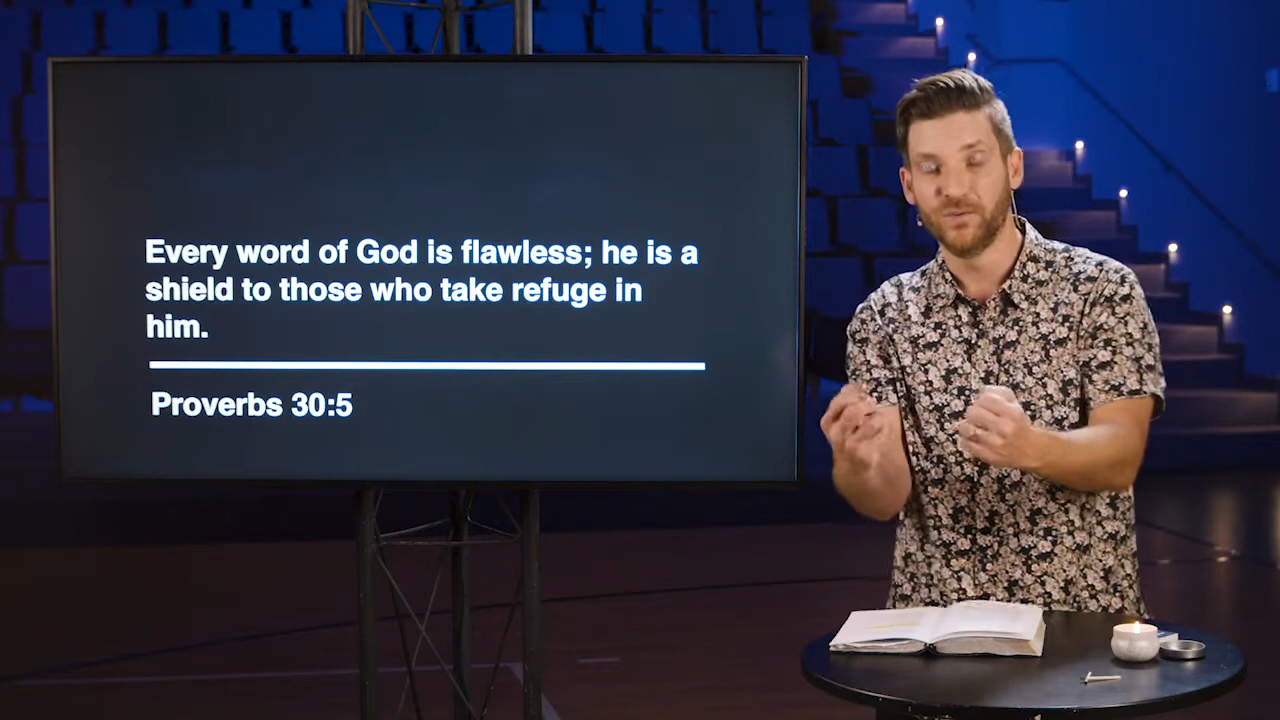 Every word of God is flawless; he is a
shield to those who take refuge in
him.
Proverbs 30:5